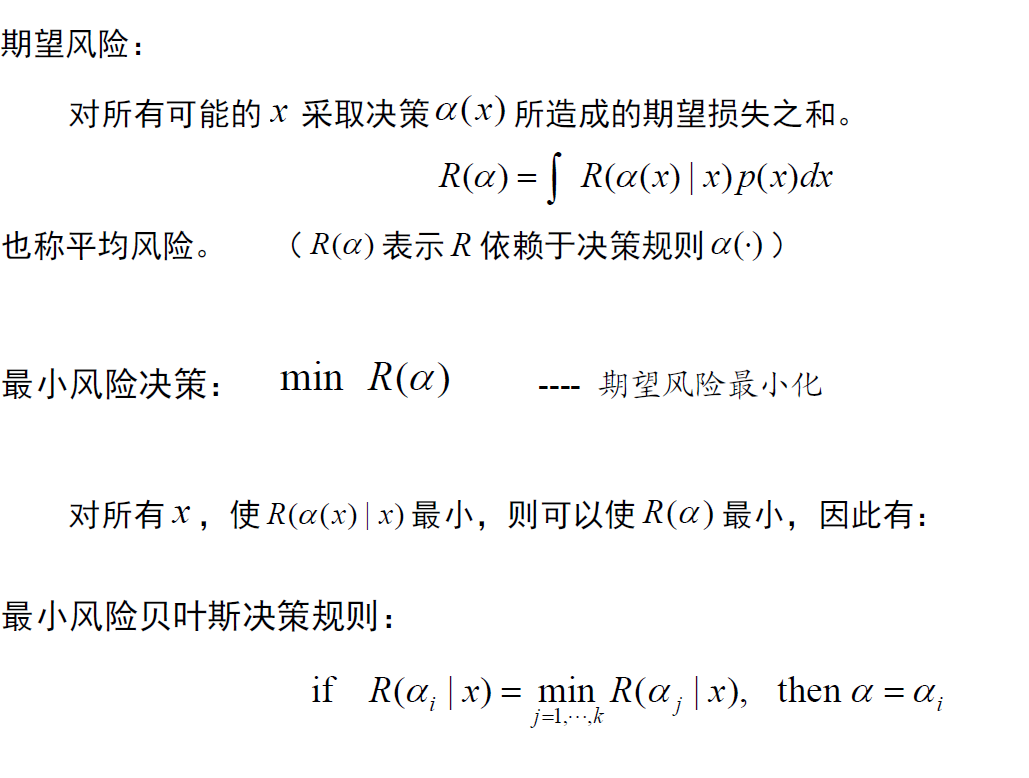 期望风险：
对所有可能的 x 采取决策 α(x) 所造成的期望损失之和。
R(α) = ∫ R(α(x) | x) p(x)dx
也称平均风险。 （ R(α) 表示 R 依赖于决策规则 α(·) ）
最小风险决策： min R(α) ---- 期望风险最小化
对所有 x ，使 R(α(x) | x) 最小，则可以使 R(α) 最小，因此有：
最小风险贝叶斯决策规则：
if R(αᵢ | x) = min R(αⱼ | x), then α = αᵢ
j=1,⋯,k